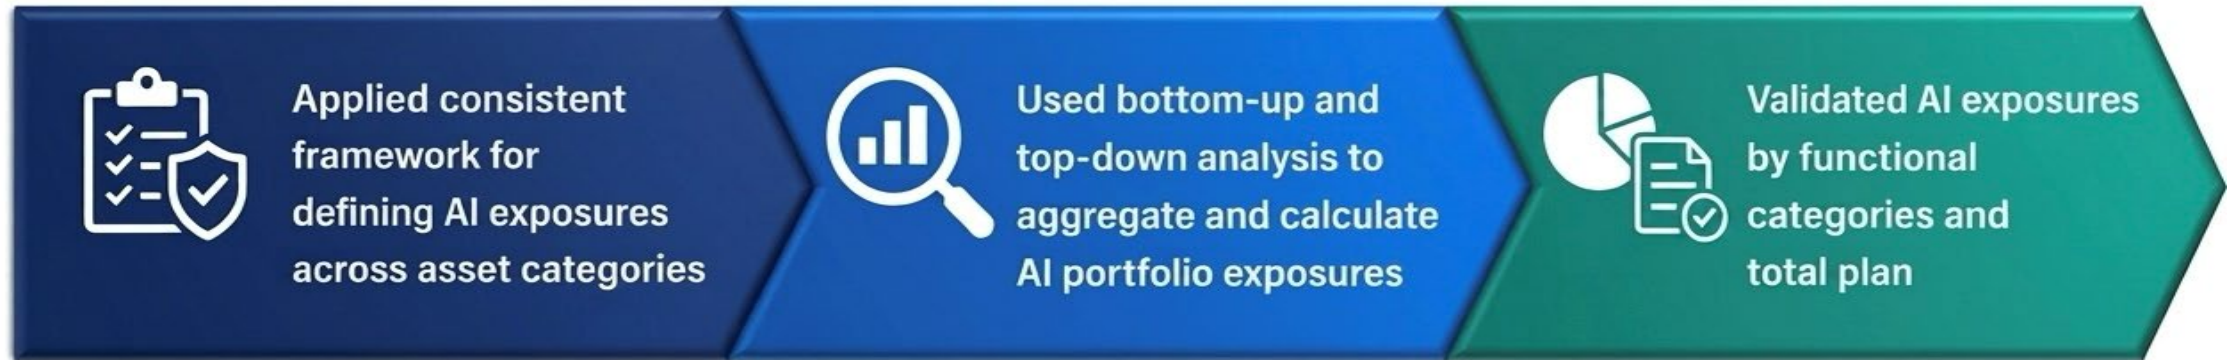 Applied consistent
framework for
defining AI exposures
across asset categories
Used bottom-up and
top-down analysis to
aggregate and calculate
AI portfolio exposures
Validated AI exposures
by functional
categories and
total plan